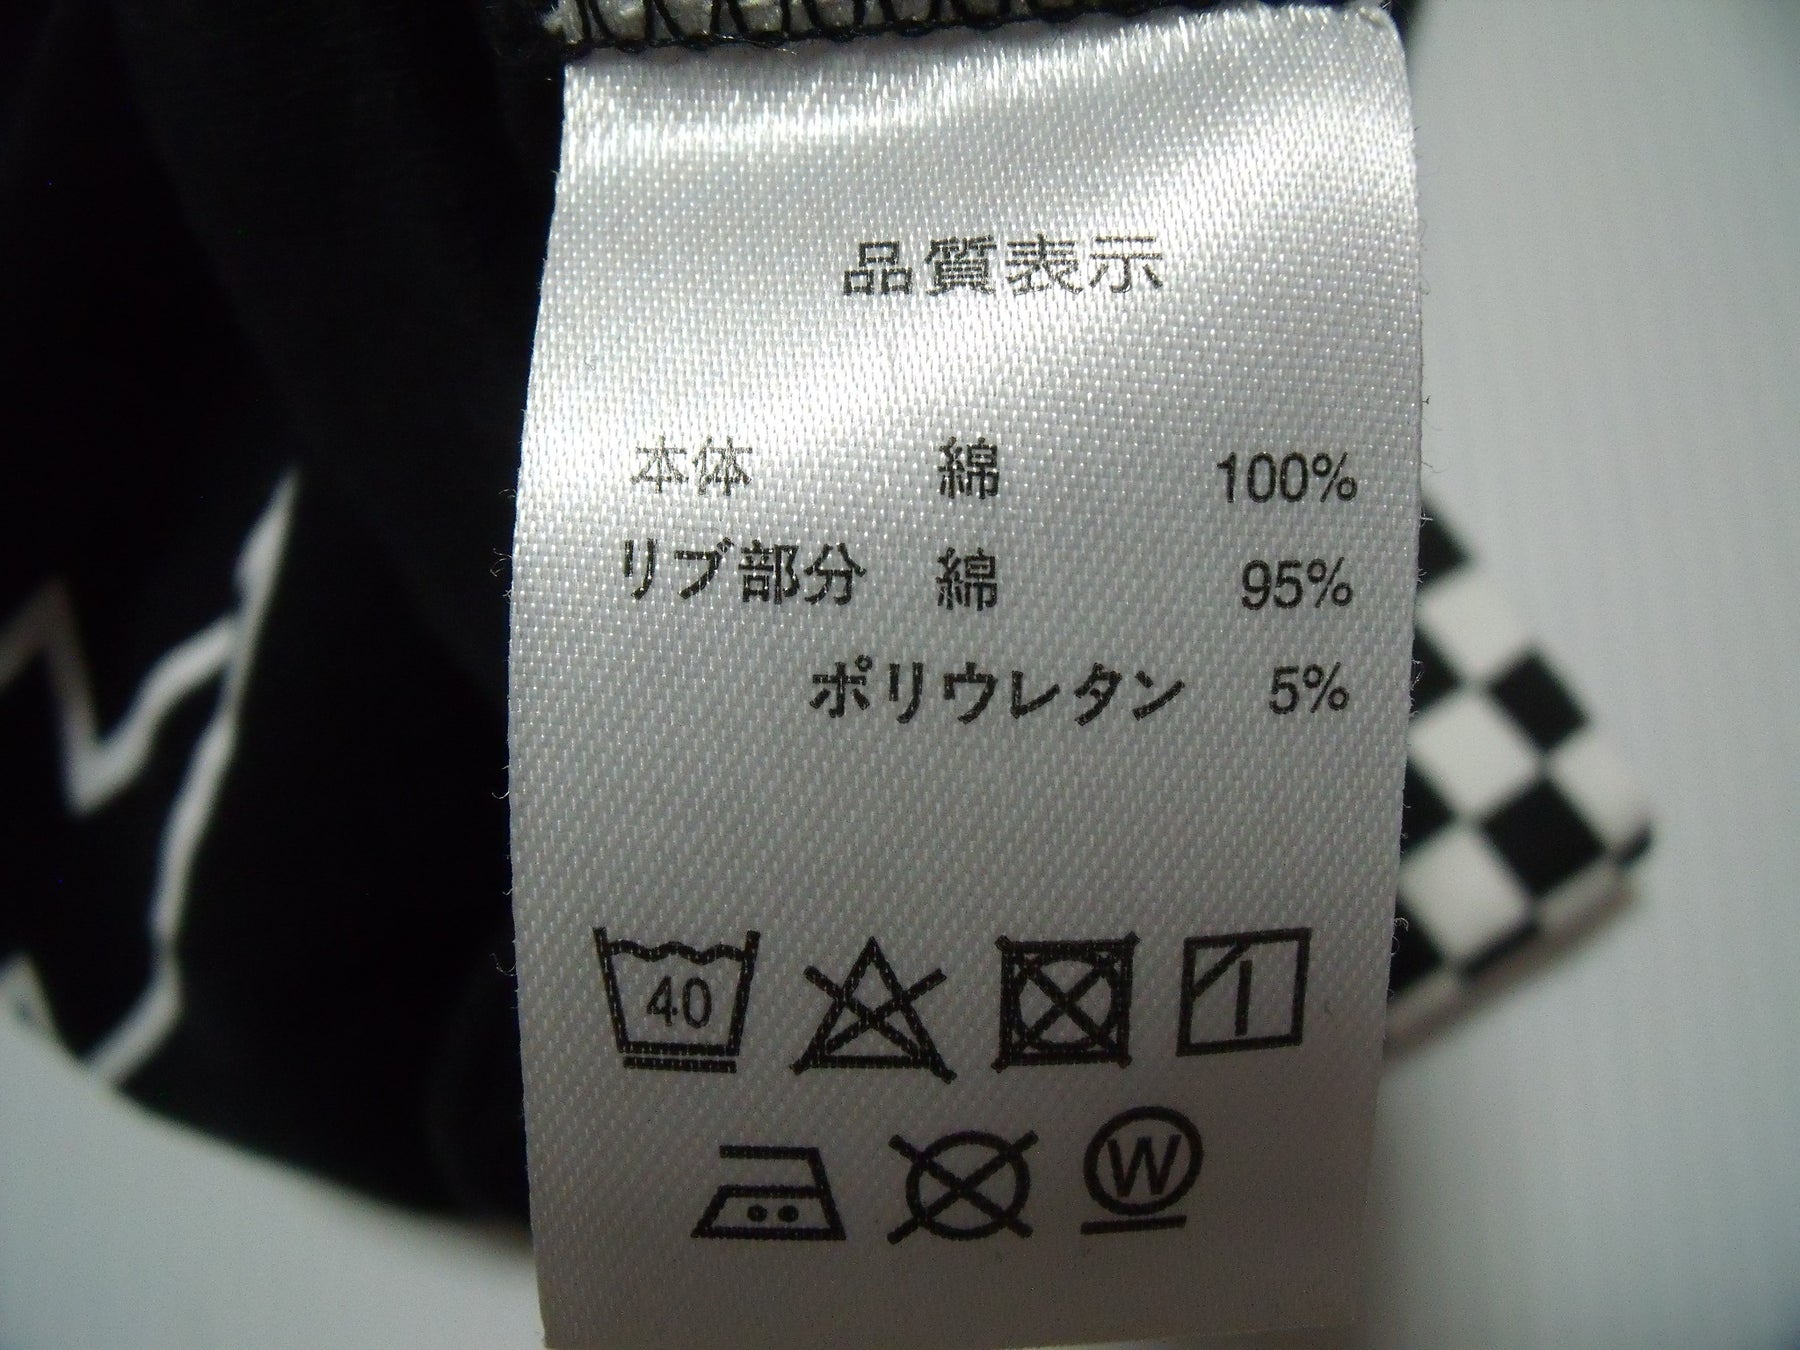 品質表示
本体 綿 100%
リブ部分 綿 95%
ポリウレタン 5%
40
W